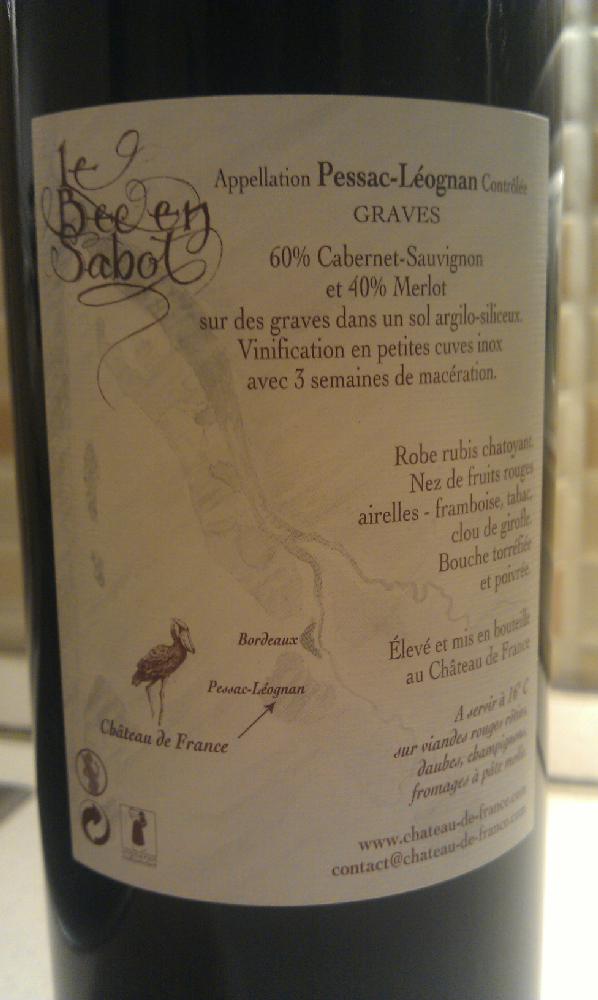 le
Bec en
Sabot
Appellation Pessac-Léognan Contrôlée
GRAVES
60% Cabernet-Sauvignon
et 40% Merlot
sur des graves dans un sol argilo-siliceux.
Vinification en petites cuves inox
avec 3 semaines de macération.
Robe rubis chatoyant.
Nez de fruits rouges
airelles - framboise, tabac,
clou de girofle.
Bouche torréfiée
et poivrée.
Élevé et mis en bouteille
au Château de France
A servir à 16° C
sur viandes rouges rôties,
daubes, champignons,
fromages à pâte molle.
www.chateau-de-france.com
contact@chateau-de-france.com
Bordeaux
Pessac-Léognan
Château de France